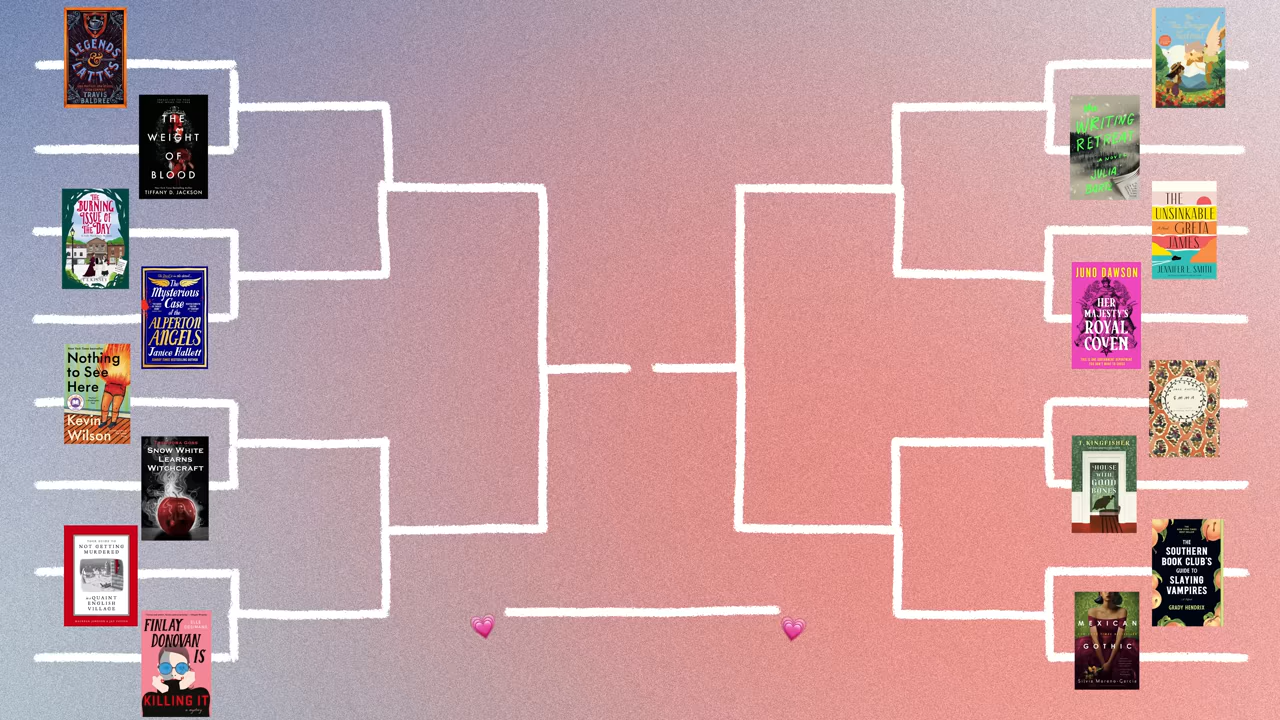 LEGENDS
&
LATTES
TRAVIS
BALDREE
THE
WEIGHT
OF
BLOOD
TIFFANY D. JACKSON
THE
BURNING
ISSUE OF
THE DAY
The
Mysterious
Case
of the
ALPERTON
ANGELS
Janice Hallett
Nothing
to See
Here
Kevin
Wilson
SNOW WHITE
LEARNS
WITCHCRAFT
YOUR GUIDE TO
NOT GETTING
MURDERED
IN A QUAINT
ENGLISH
VILLAGE
FINLAY
DONOVAN
IS
KILLING IT
The
WRITING
RETREAT
A NOVEL
JULIA
THE
UNSINKABLE
GRETA
JAMES
JENNIFER E. SMITH
JUNO DAWSON
HER
MAJESTY'S
ROYAL
COVEN
EMMA
T. KINGFISHER
A HOUSE
WITH
GOOD
BONES
THE
SOUTHERN
BOOK CLUB'S
GUIDE TO
SLAYING
VAMPIRES
GRADY HENDRIX
MEXICAN
GOTHIC
Silvia Moreno-Garcia